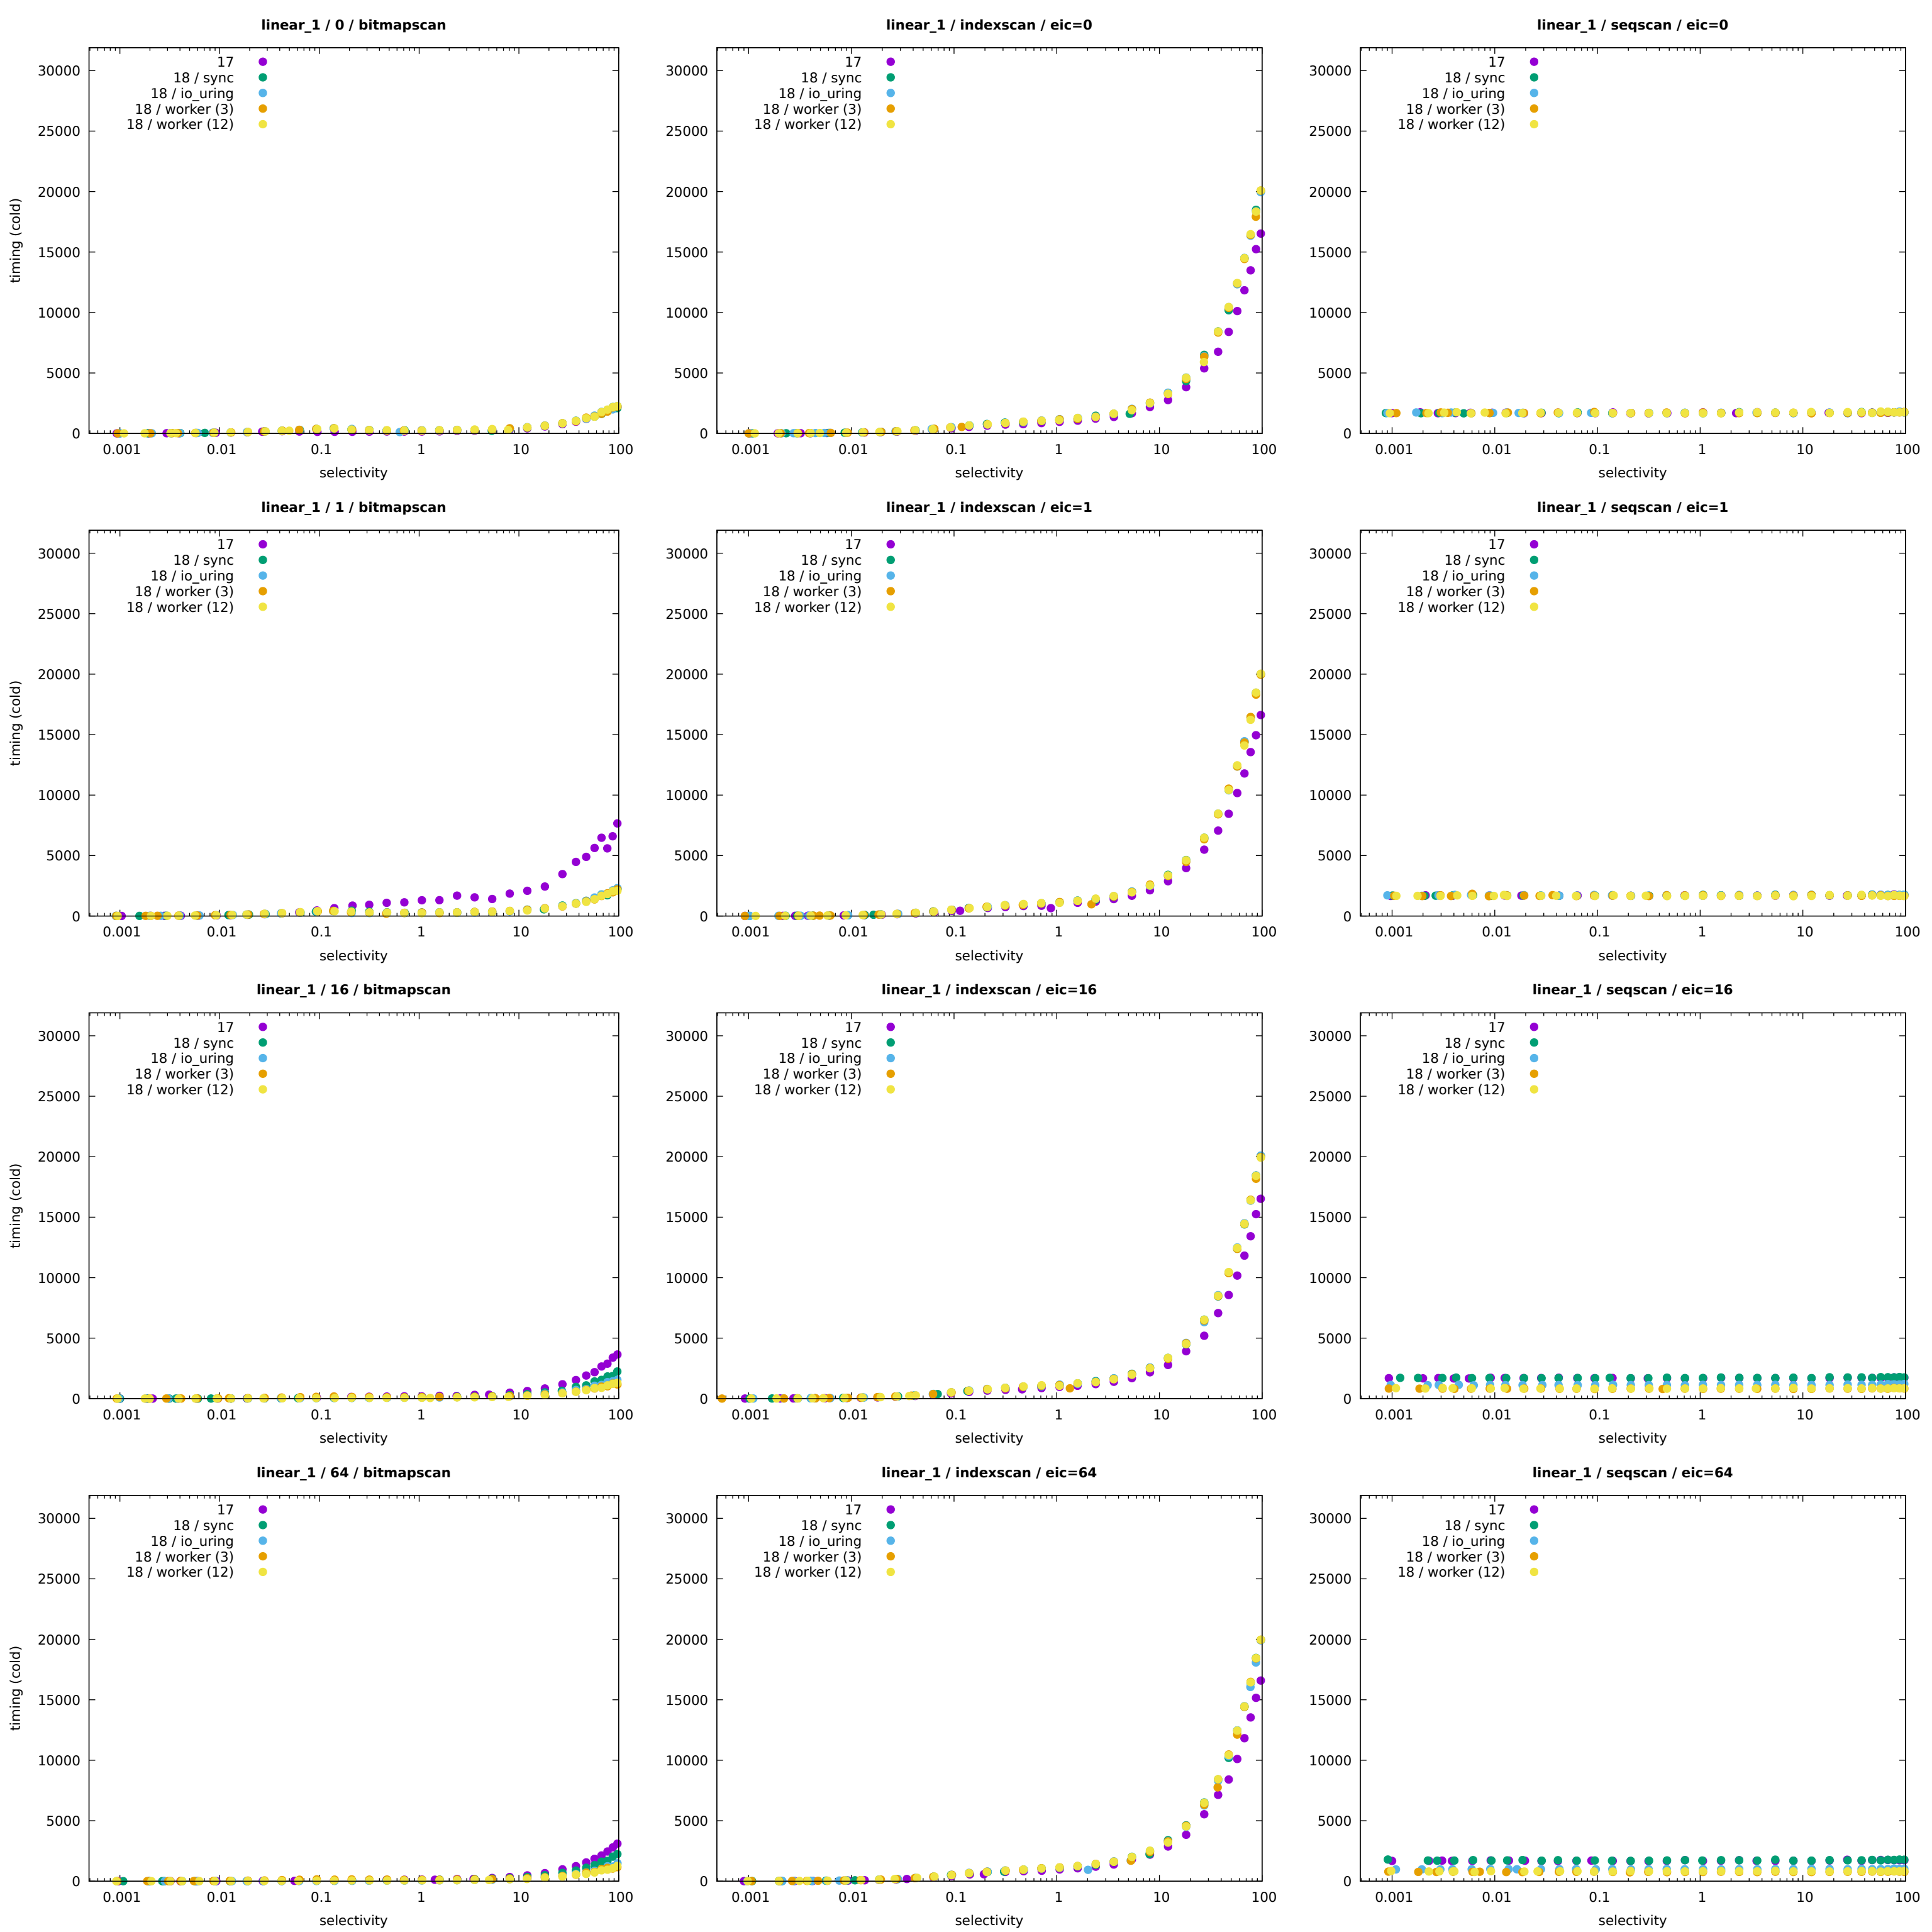 linear_1 / 0 / bitmapscan
30000
25000
20000
15000
10000
5000
0
timing (cold)
17
18 / sync
18 / io_uring
18 / worker (3)
18 / worker (12)
0.001 0.01 0.1 1 10 100
selectivity
linear_1 / indexscan / eic=0
30000
25000
20000
15000
10000
5000
0
17
18 / sync
18 / io_uring
18 / worker (3)
18 / worker (12)
0.001 0.01 0.1 1 10 100
selectivity
linear_1 / seqscan / eic=0
30000
25000
20000
15000
10000
5000
0
17
18 / sync
18 / io_uring
18 / worker (3)
18 / worker (12)
0.001 0.01 0.1 1 10 100
selectivity
linear_1 / 1 / bitmapscan
30000
25000
20000
15000
10000
5000
0
timing (cold)
17
18 / sync
18 / io_uring
18 / worker (3)
18 / worker (12)
0.001 0.01 0.1 1 10 100
selectivity
linear_1 / indexscan / eic=1
30000
25000
20000
15000
10000
5000
0
17
18 / sync
18 / io_uring
18 / worker (3)
18 / worker (12)
0.001 0.01 0.1 1 10 100
selectivity
linear_1 / seqscan / eic=1
30000
25000
20000
15000
10000
5000
0
17
18 / sync
18 / io_uring
18 / worker (3)
18 / worker (12)
0.001 0.01 0.1 1 10 100
selectivity
linear_1 / 16 / bitmapscan
30000
25000
20000
15000
10000
5000
0
timing (cold)
17
18 / sync
18 / io_uring
18 / worker (3)
18 / worker (12)
0.001 0.01 0.1 1 10 100
selectivity
linear_1 / indexscan / eic=16
30000
25000
20000
15000
10000
5000
0
17
18 / sync
18 / io_uring
18 / worker (3)
18 / worker (12)
0.001 0.01 0.1 1 10 100
selectivity
linear_1 / seqscan / eic=16
30000
25000
20000
15000
10000
5000
0
17
18 / sync
18 / io_uring
18 / worker (3)
18 / worker (12)
0.001 0.01 0.1 1 10 100
selectivity
linear_1 / 64 / bitmapscan
30000
25000
20000
15000
10000
5000
0
timing (cold)
17
18 / sync
18 / io_uring
18 / worker (3)
18 / worker (12)
0.001 0.01 0.1 1 10 100
selectivity
linear_1 / indexscan / eic=64
30000
25000
20000
15000
10000
5000
0
17
18 / sync
18 / io_uring
18 / worker (3)
18 / worker (12)
0.001 0.01 0.1 1 10 100
selectivity
linear_1 / seqscan / eic=64
30000
25000
20000
15000
10000
5000
0
17
18 / sync
18 / io_uring
18 / worker (3)
18 / worker (12)
0.001 0.01 0.1 1 10 100
selectivity